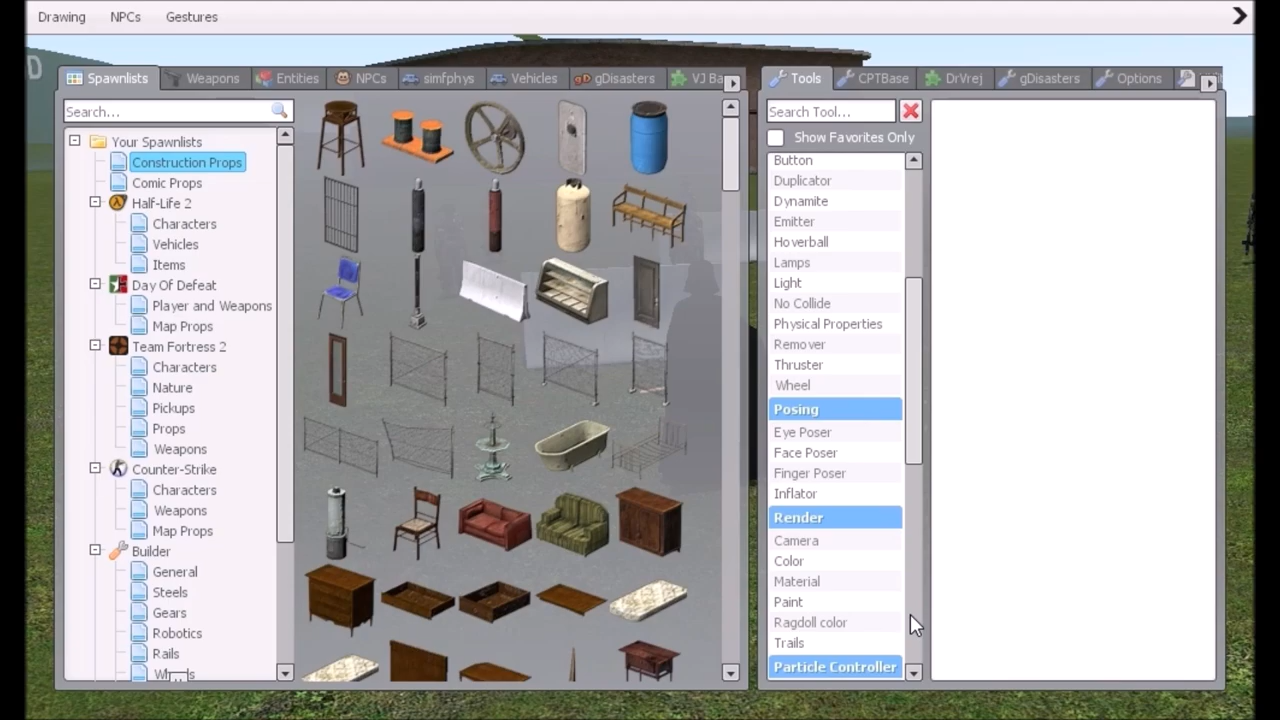 Drawing NPCs Gestures
Spawnlists Weapons Entities NPCs simfphys Vehicles gDisasters VJ Ba
Search...
Your Spawnlists
Construction Props
Comic Props
Half-Life 2
Characters
Vehicles
Items
Day Of Defeat
Player and Weapons
Map Props
Team Fortress 2
Characters
Nature
Pickups
Props
Weapons
Counter-Strike
Characters
Weapons
Map Props
Builder
General
Steels
Gears
Robotics
Rails
Wheels
Tools CPTBase DrVrej gDisasters Options
Search Tool...
Show Favorites Only
Button
Duplicator
Dynamite
Emitter
Hoverball
Lamps
Light
No Collide
Physical Properties
Remover
Thruster
Wheel
Posing
Eye Poser
Face Poser
Finger Poser
Inflator
Render
Camera
Color
Material
Paint
Ragdoll color
Trails
Particle Controller